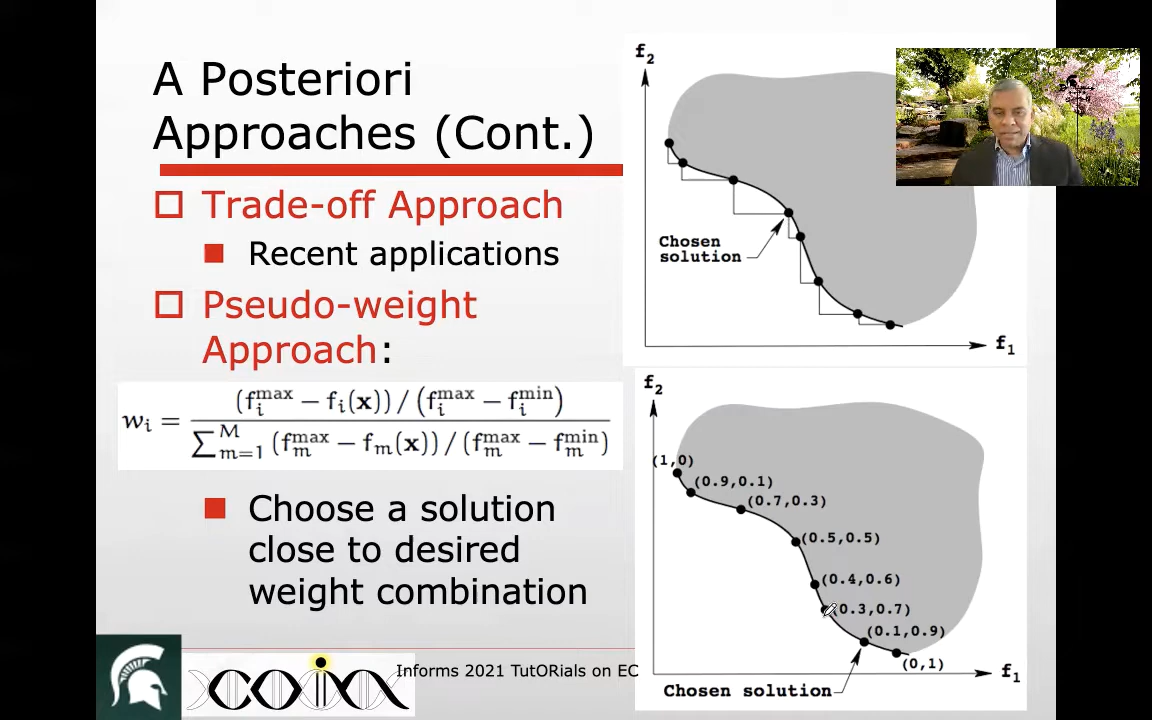 A Posteriori
Approaches (Cont.)
Trade-off Approach
Recent applications
Pseudo-weight
Approach:
w_i = (f_i^max − f_i(x)) / (f_i^max − f_i^min) / ∑_{m=1}^M (f_m^max − f_m(x)) / (f_m^max − f_m^min)
Choose a solution
close to desired
weight combination
f₂
Chosen
solution
f₁
f₂
(1,0)
(0.9,0.1)
(0.7,0.3)
(0.5,0.5)
(0.4,0.6)
(0.3,0.7)
(0.1,0.9)
(0,1)
f₁
Chosen solution
COIN
Informs 2021 TutORials on EC